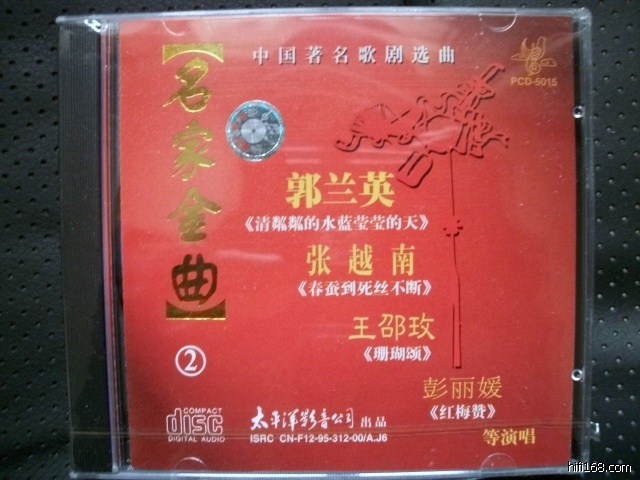 中国著名歌剧选曲
PCD-5015
【名家金曲】
②
郭兰英
《清粼粼的水蓝莹莹的天》
张越南
《春蚕到死丝不断》
王邵玫
《珊瑚颂》
彭丽媛
《红梅赞》
等演唱
COMPACT
disc
DIGITAL AUDIO
太平洋影音公司 出品
ISRC CN-F12-95-312-00/A.J6
hifi168.com